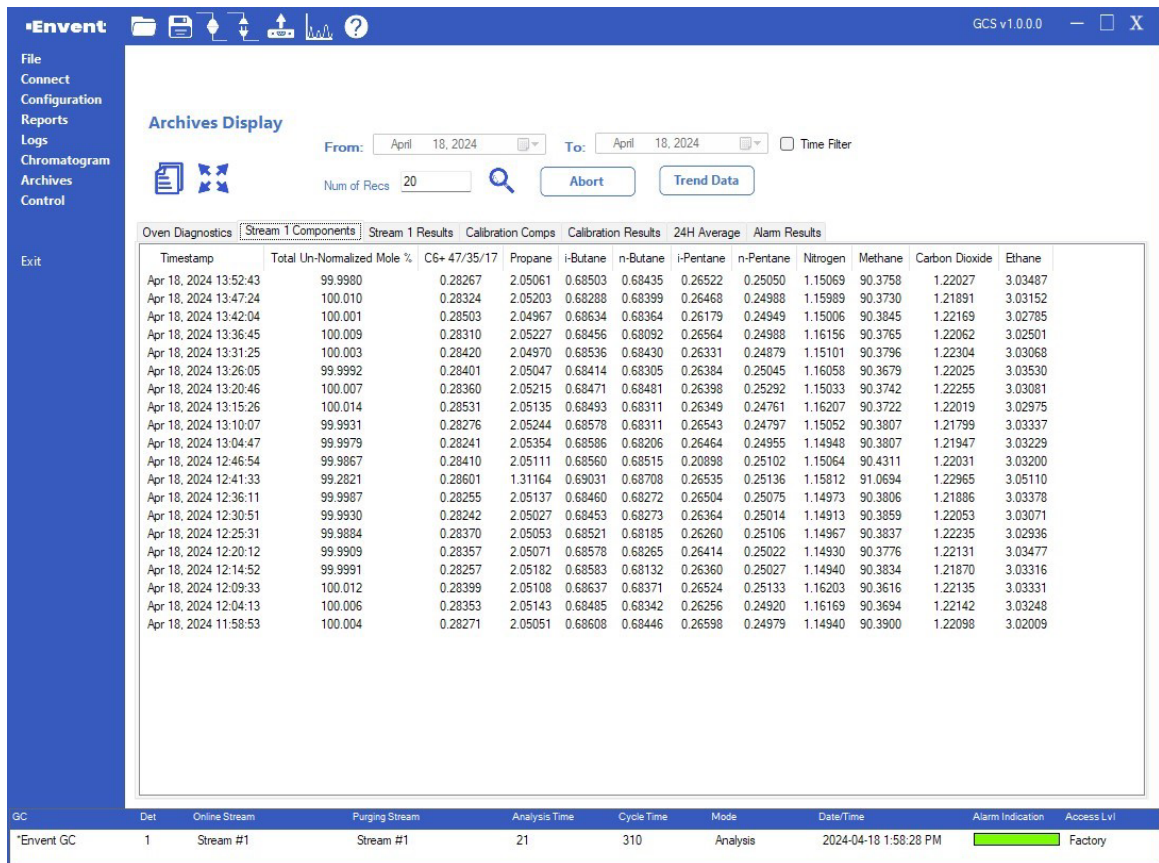 Envent GCS v1.0.0.0 X
File
Connect
Configuration
Reports
Logs
Chromatogram
Archives
Control
Exit
Archives Display
From: April 18, 2024 To: April 18, 2024 Time Filter
Num of Recs 20 Abort Trend Data
Oven Diagnostics Stream 1 Components Stream 1 Results Calibration Comps Calibration Results 24H Average Alarm Results
Timestamp Total Un-Normalized Mole % C6+ 47/35/17 Propane i-Butane n-Butane i-Pentane n-Pentane Nitrogen Methane Carbon Dioxide Ethane
Apr 18, 2024 13:52:43 99.9980 0.28267 2.05061 0.68503 0.68435 0.26522 0.25050 1.15069 90.3758 1.22027 3.03487
Apr 18, 2024 13:47:24 100.010 0.28324 2.05203 0.68288 0.68399 0.26468 0.24988 1.15989 90.3730 1.21891 3.03152
Apr 18, 2024 13:42:04 100.001 0.28503 2.04967 0.68634 0.68364 0.26179 0.24949 1.15006 90.3845 1.22169 3.02785
Apr 18, 2024 13:36:45 100.009 0.28310 2.05227 0.68456 0.68092 0.26564 0.24988 1.16156 90.3765 1.22062 3.02501
Apr 18, 2024 13:31:25 100.003 0.28420 2.04970 0.68536 0.68430 0.26331 0.24879 1.15101 90.3796 1.22304 3.03068
Apr 18, 2024 13:26:05 99.9992 0.28401 2.05047 0.68414 0.68305 0.26384 0.25045 1.16058 90.3679 1.22025 3.03530
Apr 18, 2024 13:20:46 100.007 0.28360 2.05215 0.68471 0.68481 0.26398 0.25292 1.15033 90.3742 1.22255 3.03081
Apr 18, 2024 13:15:26 100.014 0.28531 2.05135 0.68493 0.68311 0.26349 0.24761 1.16207 90.3722 1.22019 3.02975
Apr 18, 2024 13:10:07 99.9931 0.28276 2.05244 0.68578 0.68311 0.26543 0.24797 1.15052 90.3807 1.21799 3.03337
Apr 18, 2024 13:04:47 99.9979 0.28241 2.05354 0.68586 0.68206 0.26464 0.24955 1.14948 90.3807 1.21947 3.03229
Apr 18, 2024 12:46:54 99.9867 0.28410 2.05111 0.68560 0.68515 0.20898 0.25102 1.15064 90.4311 1.22031 3.03200
Apr 18, 2024 12:41:33 99.2821 0.28601 1.31164 0.69031 0.68708 0.26535 0.25136 1.15812 91.0694 1.22965 3.05110
Apr 18, 2024 12:36:11 99.9987 0.28255 2.05137 0.68460 0.68272 0.26504 0.25075 1.14973 90.3806 1.21886 3.03378
Apr 18, 2024 12:30:51 99.9930 0.28242 2.05027 0.68453 0.68273 0.26364 0.25014 1.14913 90.3859 1.22053 3.03071
Apr 18, 2024 12:25:31 99.9884 0.28370 2.05053 0.68521 0.68185 0.26260 0.25106 1.14967 90.3837 1.22235 3.02936
Apr 18, 2024 12:20:12 99.9909 0.28357 2.05071 0.68578 0.68265 0.26414 0.25022 1.14930 90.3776 1.22131 3.03477
Apr 18, 2024 12:14:52 99.9991 0.28257 2.05182 0.68583 0.68132 0.26360 0.25027 1.14940 90.3834 1.21870 3.03316
Apr 18, 2024 12:09:33 100.012 0.28399 2.05108 0.68637 0.68371 0.26524 0.25133 1.16203 90.3616 1.22135 3.03331
Apr 18, 2024 12:04:13 100.006 0.28353 2.05143 0.68485 0.68342 0.26256 0.24920 1.16169 90.3694 1.22142 3.03248
Apr 18, 2024 11:58:53 100.004 0.28271 2.05051 0.68608 0.68446 0.26598 0.24979 1.14940 90.3900 1.22098 3.02009
GC Det Online Stream Purging Stream Analysis Time Cycle Time Mode Date/Time Alarm Indication Access Lvl
*Envent GC 1 Stream #1 Stream #1 21 310 Analysis 2024-04-18 1:58:28 PM Factory